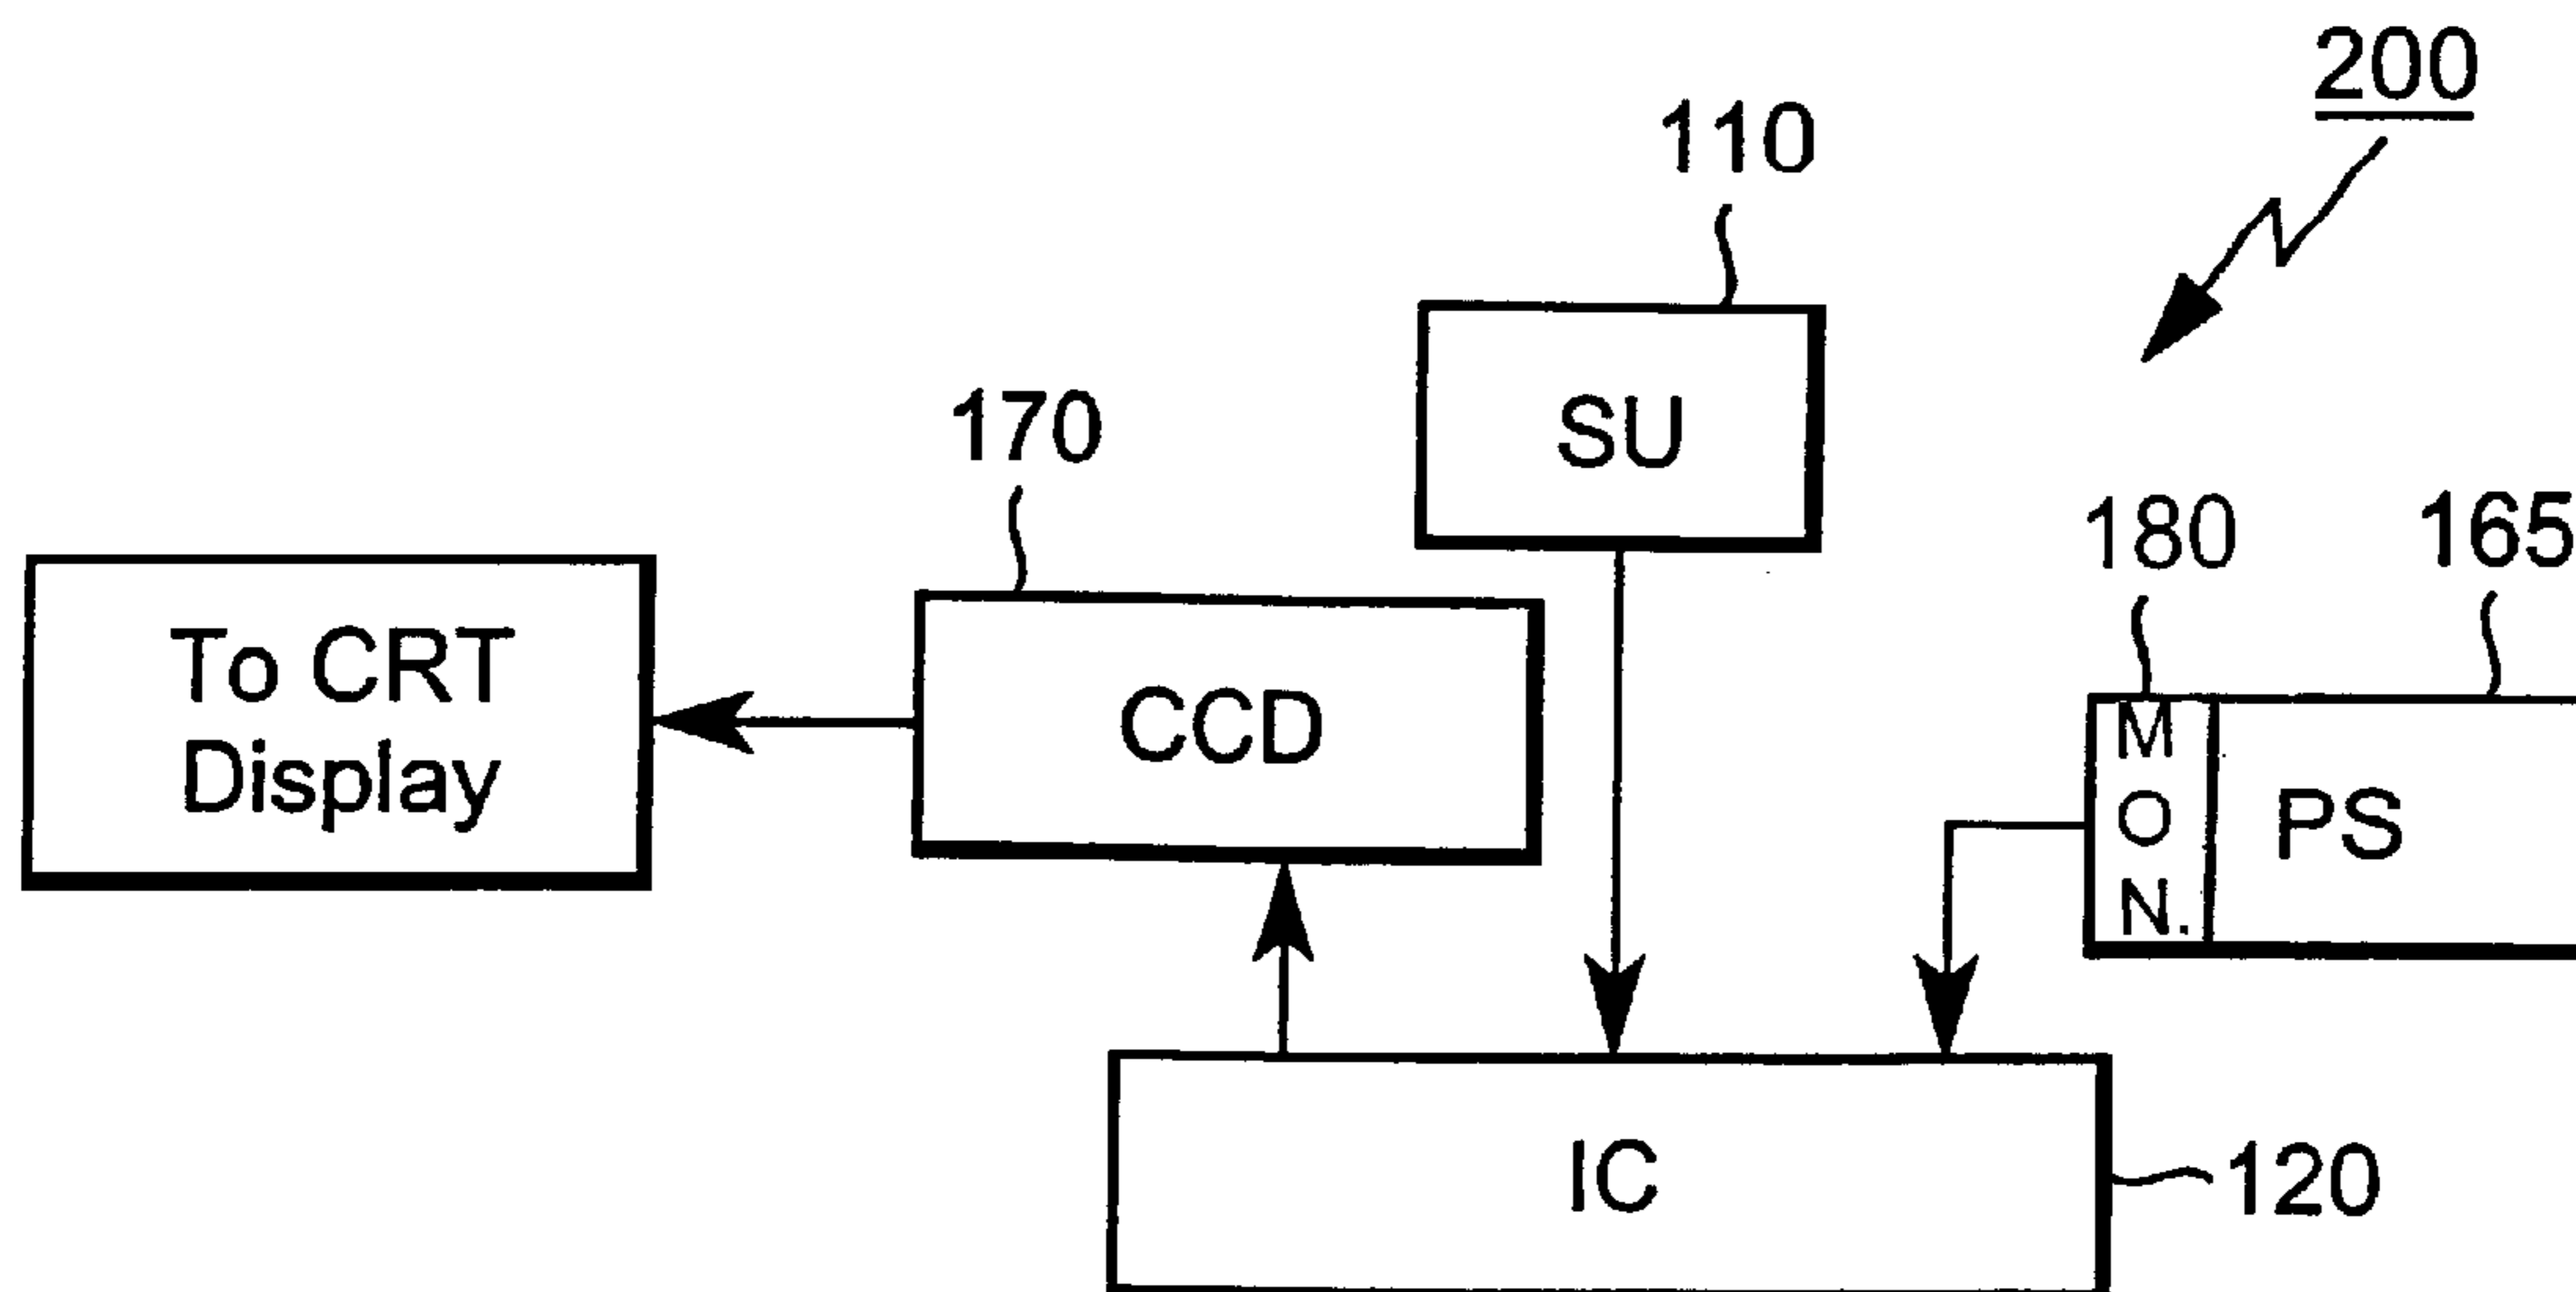 200
110
SU
170
180
165
To CRT
Display
CCD
M
O
N.
PS
IC
120